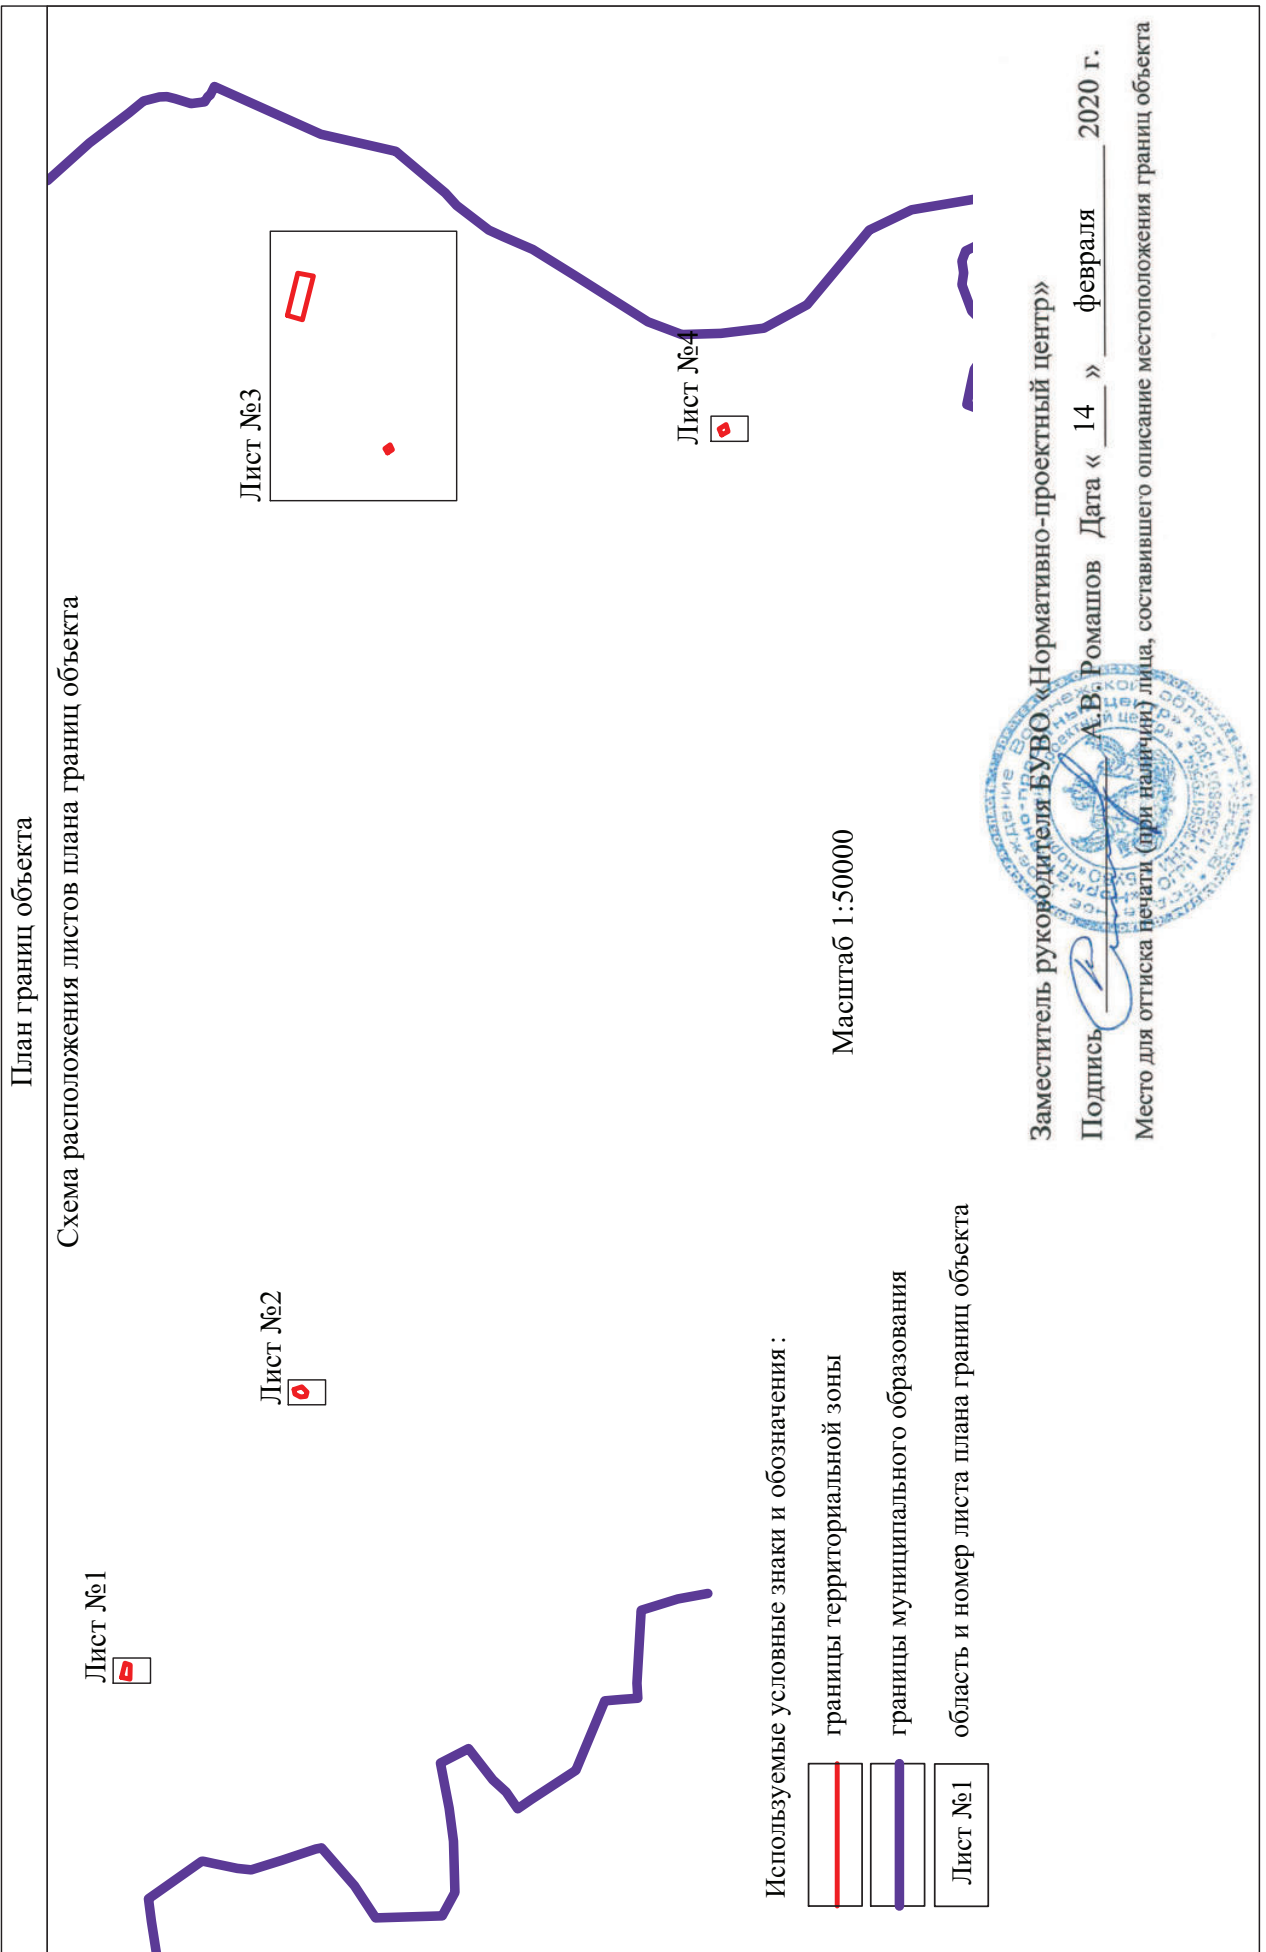 План границ объекта
Схема расположения листов плана границ объекта
Лист №1
Лист №2
Лист №3
Лист №4
Масштаб 1:50000
Используемые условные знаки и обозначения :
границы территориальной зоны
границы муниципального образования
Лист №1 область и номер листа плана границ объекта
Заместитель руководителя БУВО «Нормативно-проектный центр»
Подпись А.В. Ромашов Дата « 14 » февраля 2020 г.
Место для оттиска печати (при наличии) лица, составившего описание местоположения границ объекта